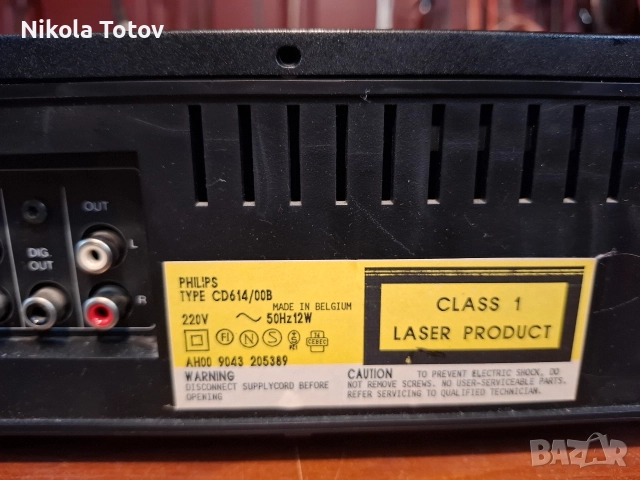 Nikola Totov
OUT
L
DIG.
OUT
R
PHILIPS
TYPE CD614/00B
MADE IN BELGIUM
220V ~ 50Hz12W
FI N S
CEBEC
AH00 9043 205389
CLASS 1
LASER PRODUCT
WARNING
DISCONNECT SUPPLYCORD BEFORE
OPENING
CAUTION TO PREVENT ELECTRIC SHOCK, DO
NOT REMOVE SCREWS. NO USER-SERVICEABLE PARTS.
REFER SERVICING TO QUALIFIED TECHNICIAN.
BAZAR